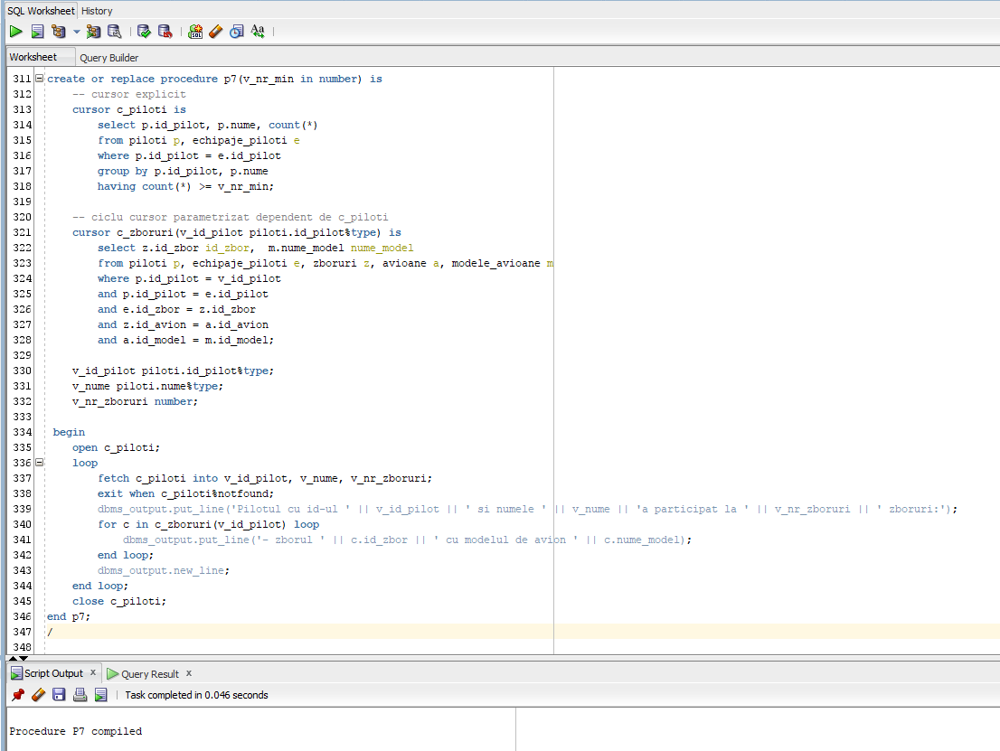 SQL Worksheet History
Worksheet Query Builder
311 create or replace procedure p7(v_nr_min in number) is
312     -- cursor explicit
313     cursor c_piloti is
314         select p.id_pilot, p.nume, count(*)
315         from piloti p, echipaje_piloti e
316         where p.id_pilot = e.id_pilot
317         group by p.id_pilot, p.nume
318         having count(*) >= v_nr_min;
319
320     -- ciclu cursor parametrizat dependent de c_piloti
321     cursor c_zboruri(v_id_pilot piloti.id_pilot%type) is
322         select z.id_zbor id_zbor,  m.nume_model nume_model
323         from piloti p, echipaje_piloti e, zboruri z, avioane a, modele_avioane m
324         where p.id_pilot = v_id_pilot
325         and p.id_pilot = e.id_pilot
326         and e.id_zbor = z.id_zbor
327         and z.id_avion = a.id_avion
328         and a.id_model = m.id_model;
329
330     v_id_pilot piloti.id_pilot%type;
331     v_nume piloti.nume%type;
332     v_nr_zboruri number;
333
334  begin
335     open c_piloti;
336     loop
337         fetch c_piloti into v_id_pilot, v_nume, v_nr_zboruri;
338         exit when c_piloti%notfound;
339         dbms_output.put_line('Pilotul cu id-ul ' || v_id_pilot || ' si numele ' || v_nume || 'a participat la ' || v_nr_zboruri || ' zboruri:');
340         for c in c_zboruri(v_id_pilot) loop
341             dbms_output.put_line('- zborul ' || c.id_zbor || ' cu modelul de avion ' || c.nume_model);
342         end loop;
343         dbms_output.new_line;
344     end loop;
345     close c_piloti;
346 end p7;
347 /
348
Script Output x Query Result x
Task completed in 0.046 seconds
Procedure P7 compiled